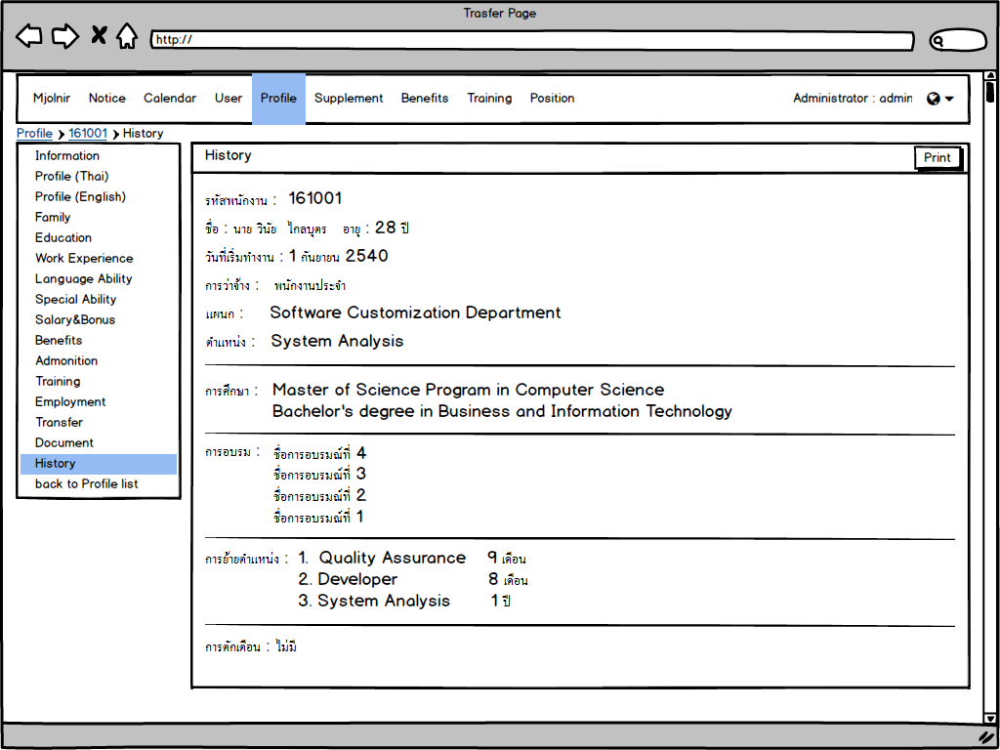 Trasfer Page
http://
Mjolnir Notice Calendar User Profile Supplement Benefits Training Position Administrator : admin
Profile 161001 History
Information
Profile (Thai)
Profile (English)
Family
Education
Work Experience
Language Ability
Special Ability
Salary&Bonus
Benefits
Admonition
Training
Employment
Transfer
Document
History
back to Profile list
History Print
รหัสพนักงาน : 161001
ชื่อ : นาย วินัย ไกลบุตร อายุ : 28 ปี
วันที่เริ่มทำงาน : 1 กันยายน 2540
การว่าจ้าง : พนักงานประจำ
แผนก : Software Customization Department
ตำแหน่ง : System Analysis
การศึกษา : Master of Science Program in Computer Science
Bachelor's degree in Business and Information Technology
การอบรม : ชื่อการอบรมณ์ที่ 4
ชื่อการอบรมณ์ที่ 3
ชื่อการอบรมณ์ที่ 2
ชื่อการอบรมณ์ที่ 1
การย้ายตำแหน่ง : 1. Quality Assurance 9 เดือน
2. Developer 8 เดือน
3. System Analysis 1 ปี
การตักเตือน : ไม่มี